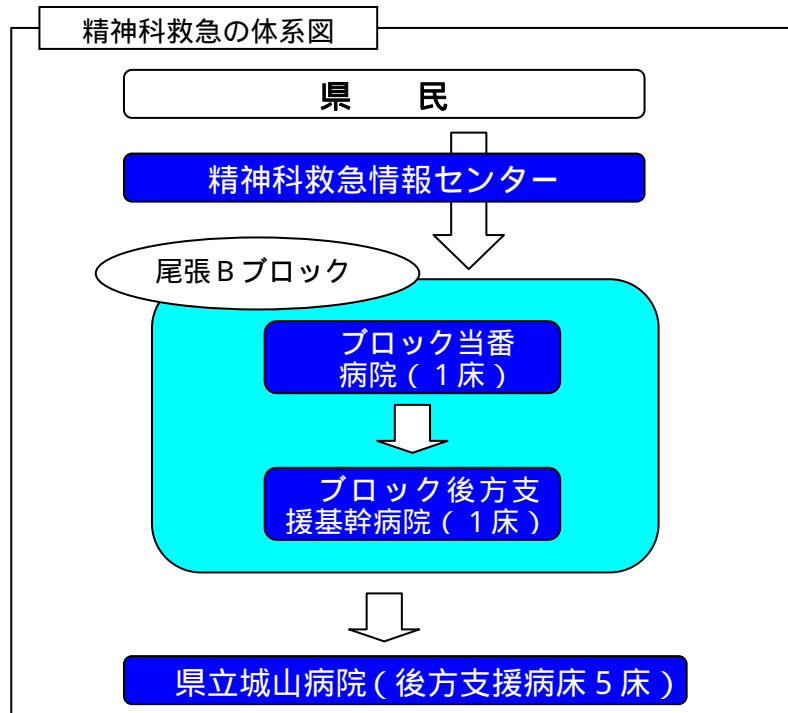 精神科救急の体系図
県　　民
精神科救急情報センター
尾張Ｂブロック
ブロック当番
病院（１床）
ブロック後方支
援基幹病院（１床）
県立城山病院（後方支援病床５床）